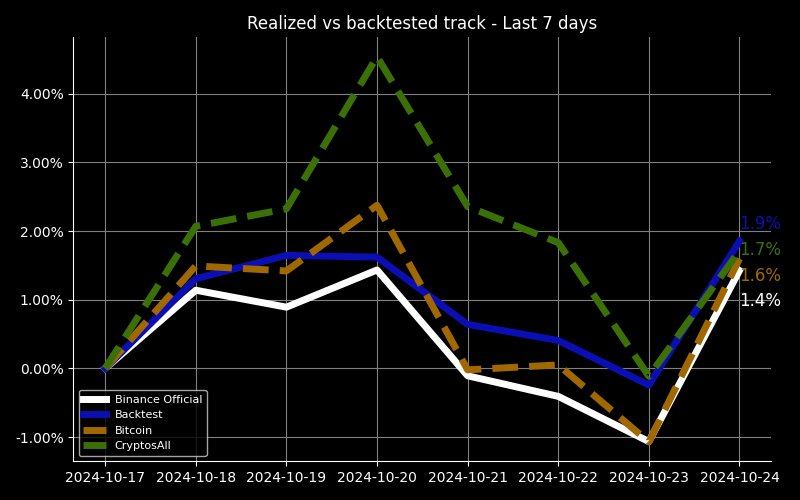 Realized vs backtested track - Last 7 days
4.00%
3.00%
2.00%
1.00%
0.00%
-1.00%
1.9%
1.7%
1.6%
1.4%
Binance Official
Backtest
Bitcoin
CryptosAll
2024-10-17 2024-10-18 2024-10-19 2024-10-20 2024-10-21 2024-10-22 2024-10-23 2024-10-24